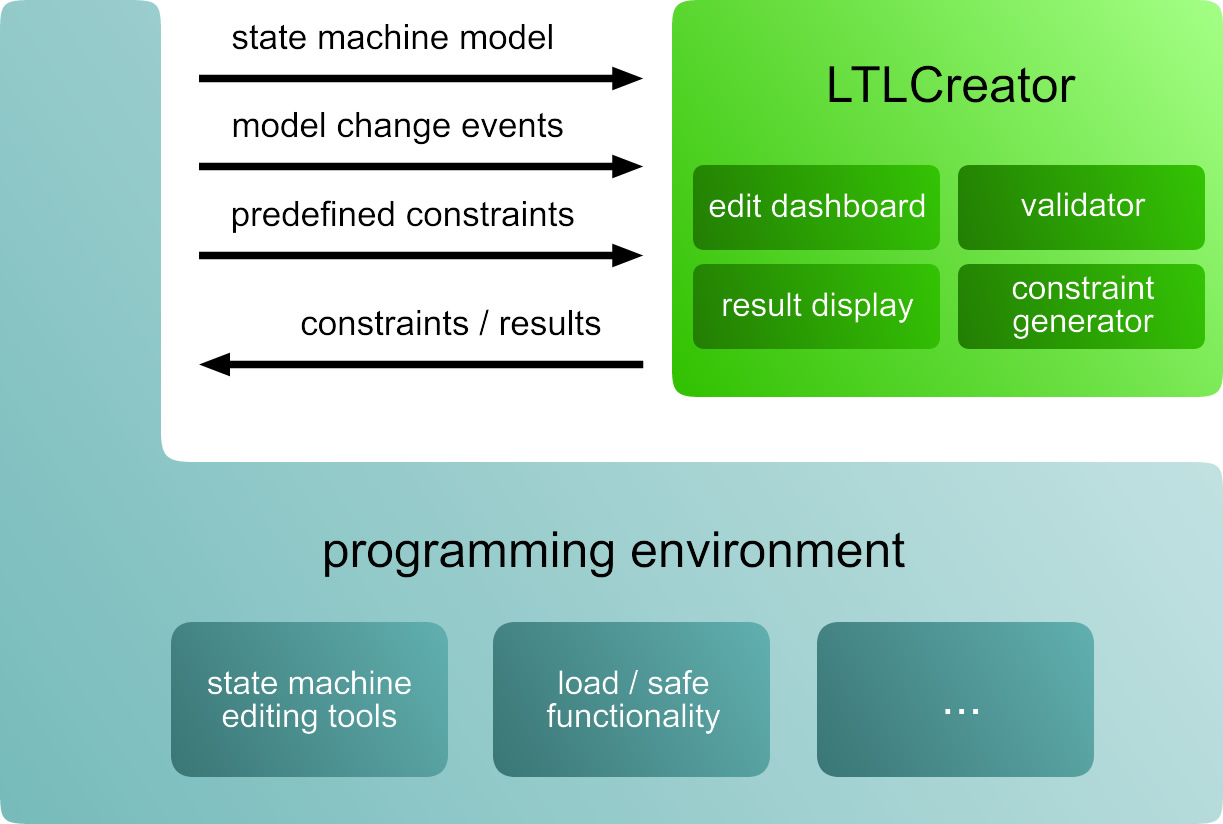 state machine model
model change events
predefined constraints
constraints / results
LTLCreator
edit dashboard
validator
result display
constraint
generator
programming environment
state machine
editing tools
load / safe
functionality
...